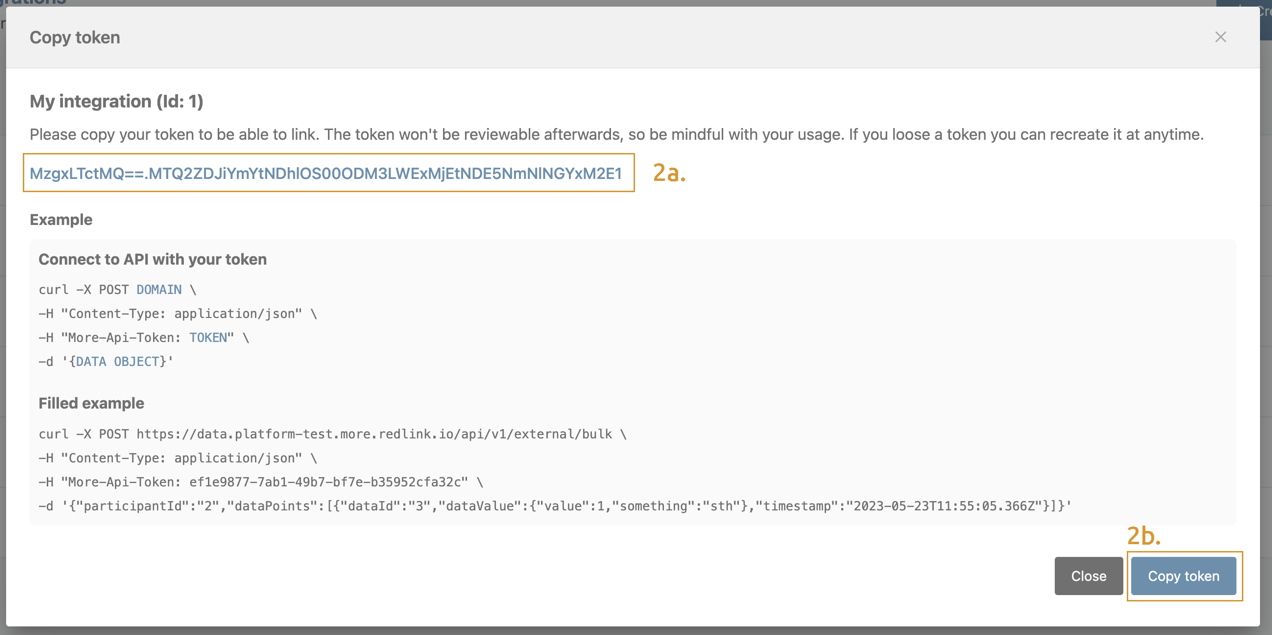 Copy token
×
My integration (Id: 1)
Please copy your token to be able to link. The token won't be reviewable afterwards, so be mindful with your usage. If you loose a token you can recreate it at anytime.
MzgxLTctMQ==.MTQ2ZDJiYmYtNDhlOS00ODM3LWExMjEtNDE5NmNlNGYxM2E1 2a.
Example
Connect to API with your token
curl -X POST DOMAIN \
-H "Content-Type: application/json" \
-H "More-Api-Token: TOKEN" \
-d '{DATA OBJECT}'
Filled example
curl -X POST https://data.platform-test.more.redlink.io/api/v1/external/bulk \
-H "Content-Type: application/json" \
-H "More-Api-Token: ef1e9877-7ab1-49b7-bf7e-b35952cfa32c" \
-d '{"participantId":"2","dataPoints":[{"dataId":"3","dataValue":{"value":1,"something":"sth"},"timestamp":"2023-05-23T11:55:05.366Z"}]}'
2b.
Close Copy token